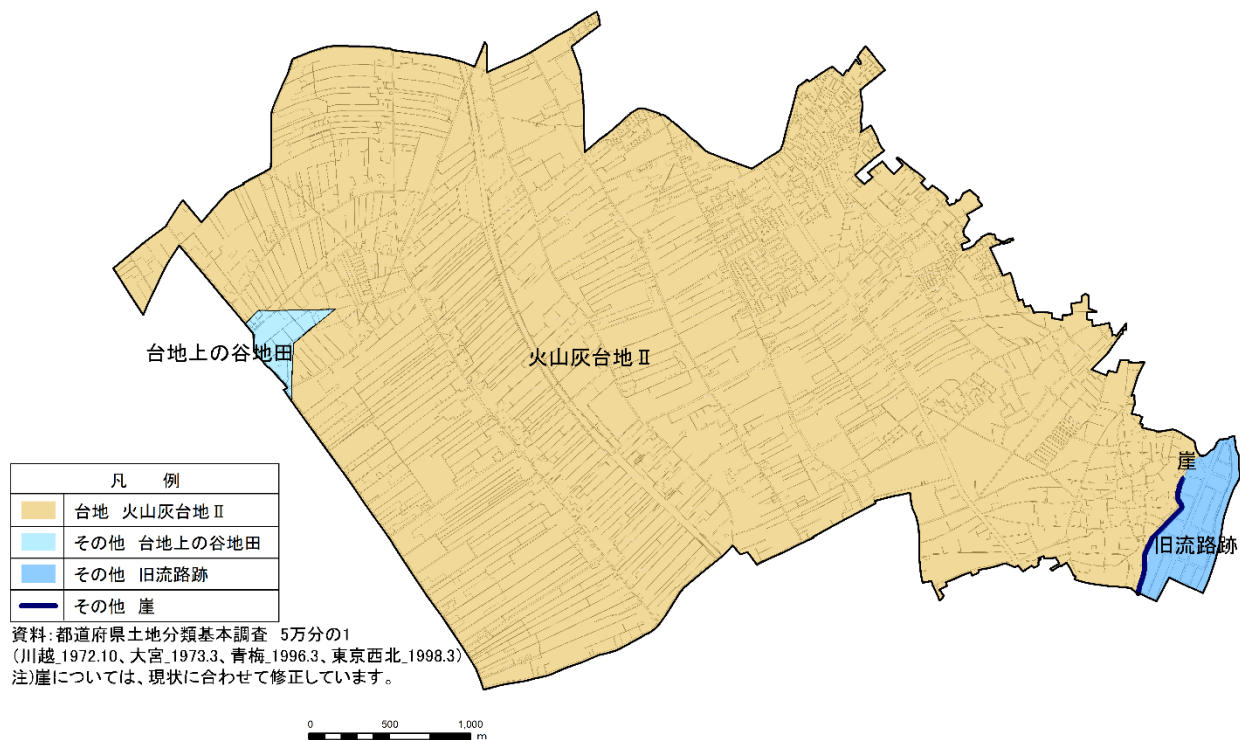 台地上の谷地田
火山灰台地Ⅱ
崖
旧流路跡
凡　例
台地　火山灰台地Ⅱ
その他　台地上の谷地田
その他　旧流路跡
その他　崖
資料:都道府県土地分類基本調査　5万分の1
(川越_1972.10、大宮_1973.3、青梅_1996.3、東京西北_1998.3)
注)崖については、現状に合わせて修正しています。
0　500　1,000
m